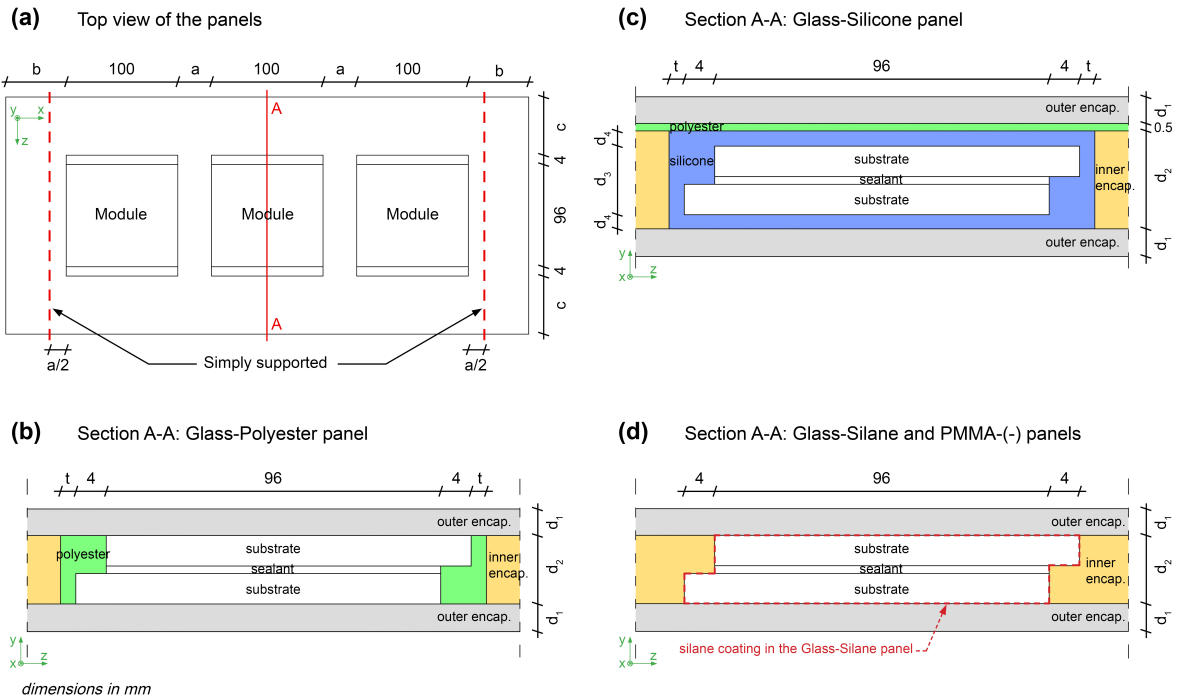 (a) Top view of the panels
b 100 a 100 a 100 b
A
y x
z
c
4
Module Module Module
96
4
c
A
Simply supported
a/2 a/2
(b) Section A-A: Glass-Polyester panel
t 4 96 4 t
outer encap. d1
polyester substrate inner
sealant encap. d2
substrate
outer encap. d1
y
x z
dimensions in mm
(c) Section A-A: Glass-Silicone panel
t 4 96 4 t
outer encap. d1
polyester 0.5
d4
silicone substrate inner
d3 sealant encap. d2
substrate
d4
outer encap. d1
y
x z
(d) Section A-A: Glass-Silane and PMMA-(-) panels
4 96 4
outer encap. d1
substrate
sealant inner d2
substrate encap.
outer encap. d1
silane coating in the Glass-Silane panel
y
x z